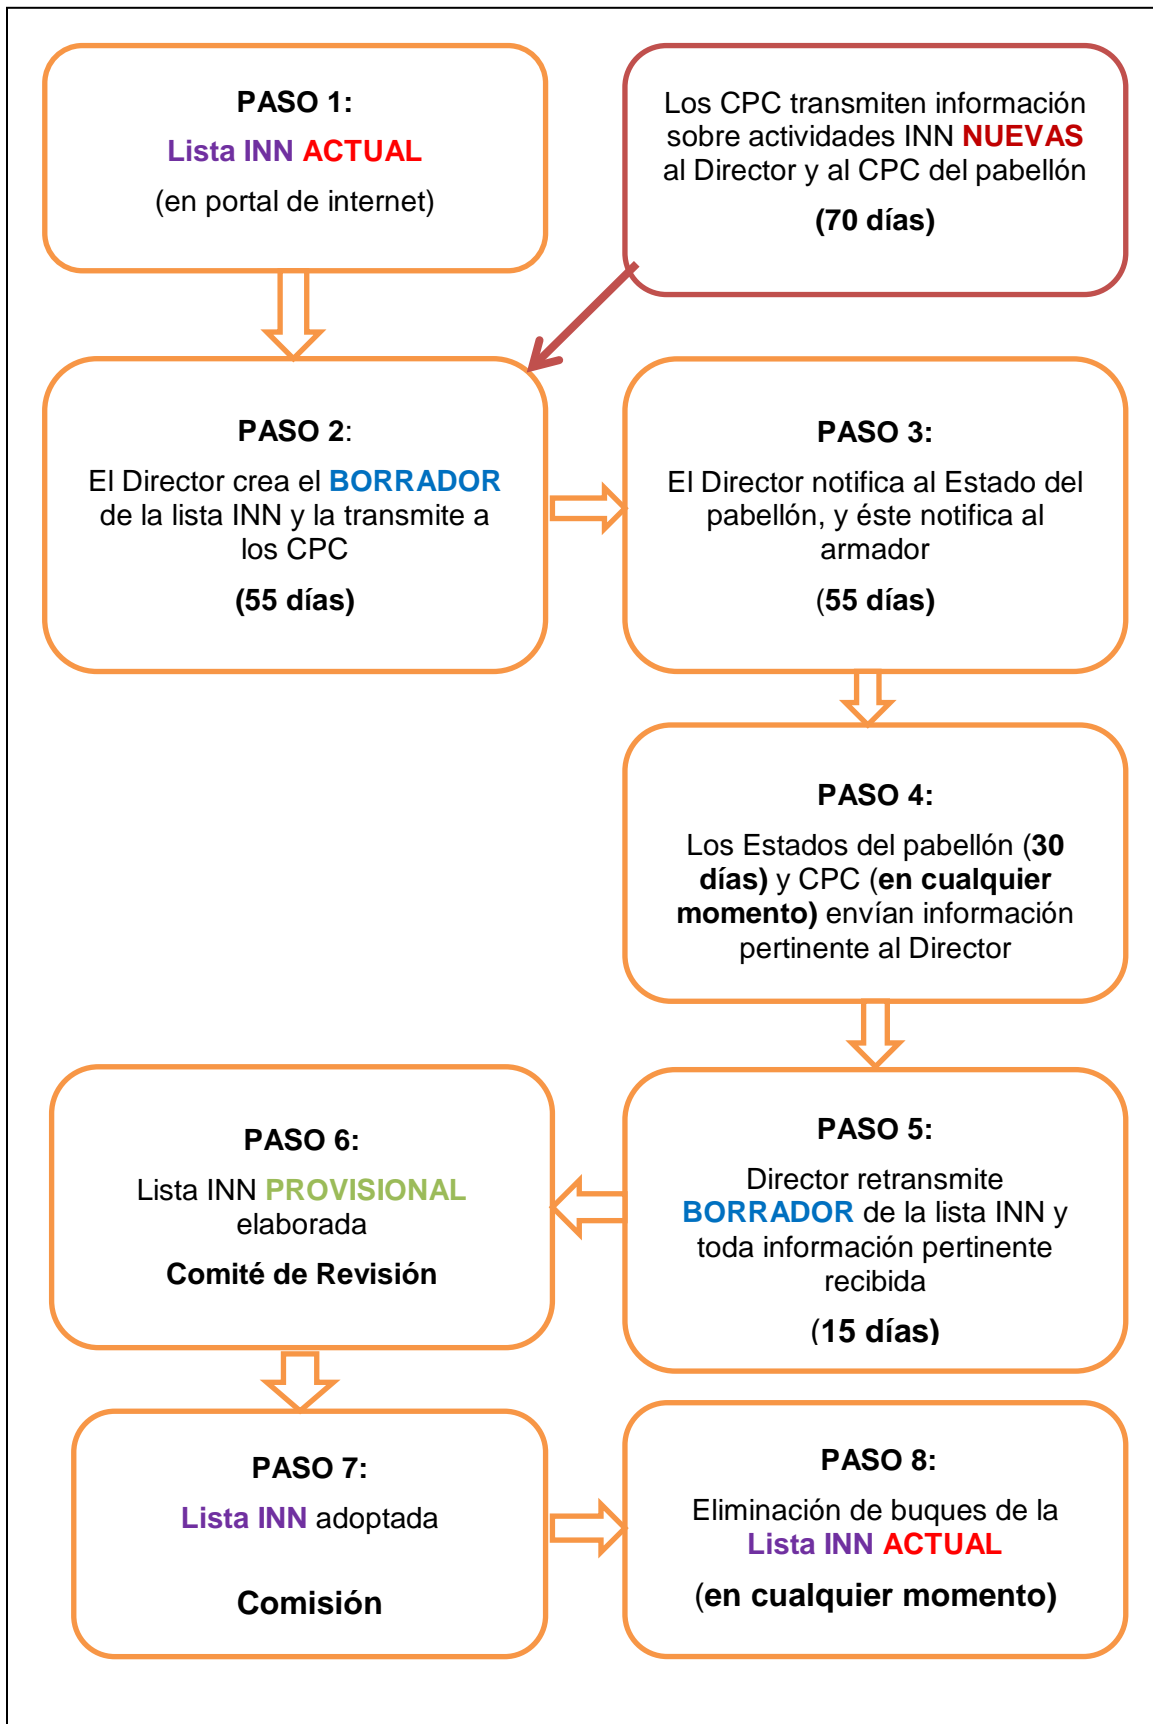 PASO 1:
Lista INN ACTUAL
(en portal de internet)
Los CPC transmiten información
sobre actividades INN NUEVAS
al Director y al CPC del pabellón
(70 días)
PASO 2:
El Director crea el BORRADOR
de la lista INN y la transmite a
los CPC
(55 días)
PASO 3:
El Director notifica al Estado del
pabellón, y éste notifica al
armador
(55 días)
PASO 4:
Los Estados del pabellón (30
días) y CPC (en cualquier
momento) envían información
pertinente al Director
PASO 5:
Director retransmite
BORRADOR de la lista INN y
toda información pertinente
recibida
(15 días)
PASO 6:
Lista INN PROVISIONAL
elaborada
Comité de Revisión
PASO 7:
Lista INN adoptada
Comisión
PASO 8:
Eliminación de buques de la
Lista INN ACTUAL
(en cualquier momento)